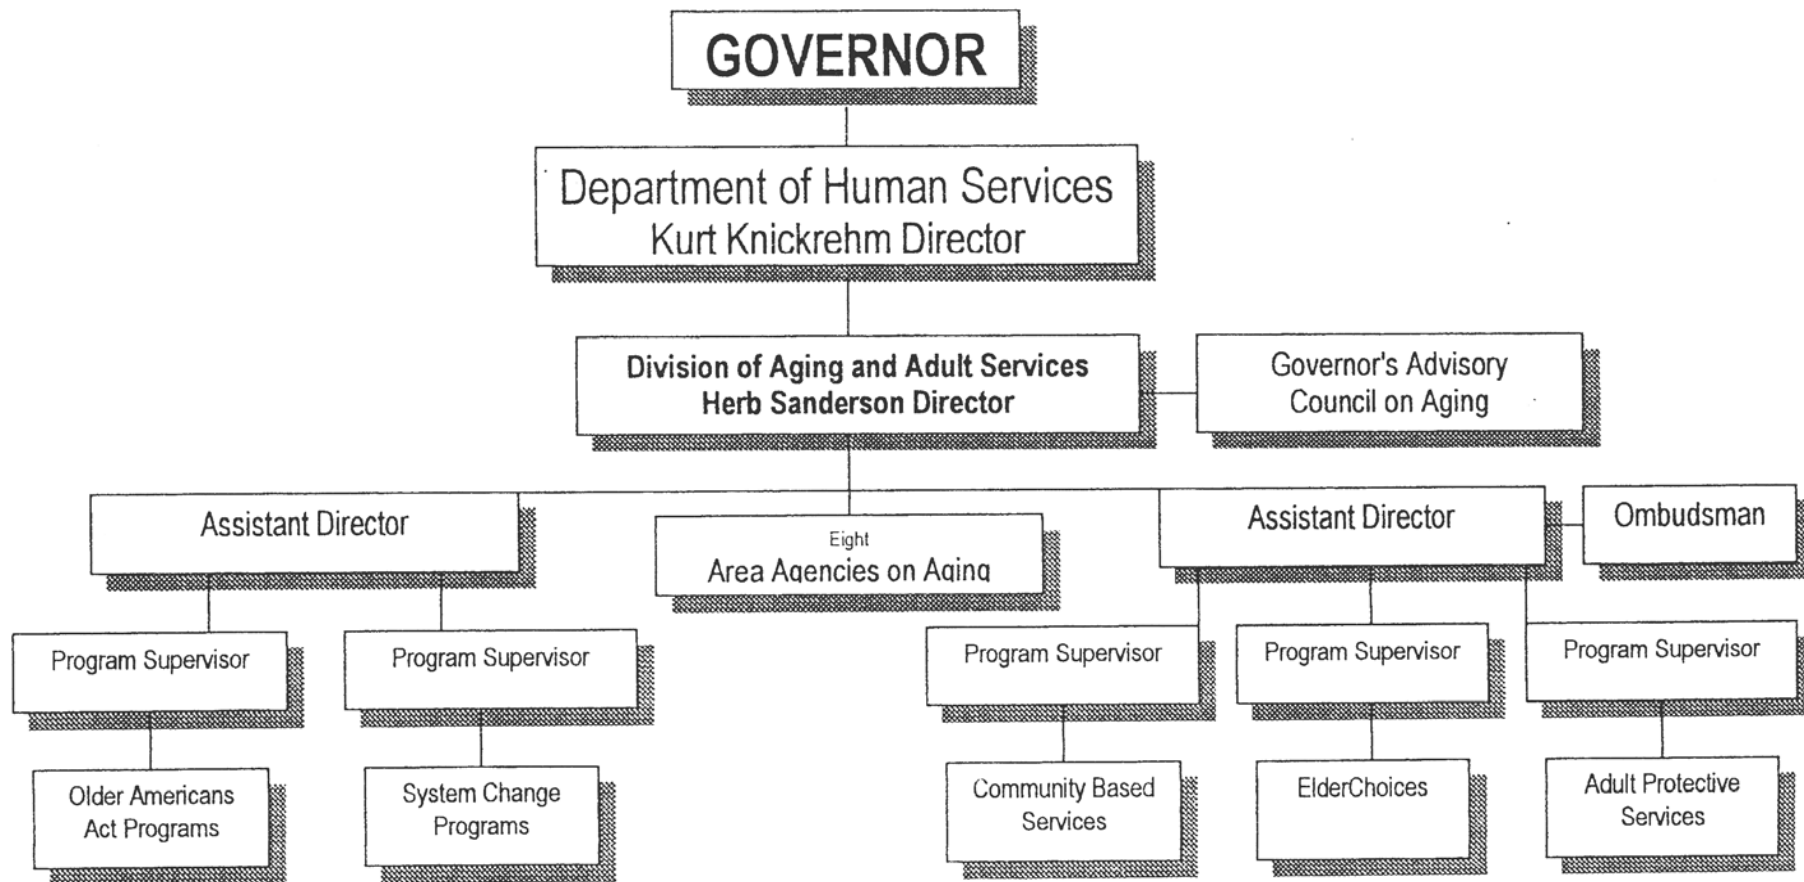 GOVERNOR
Department of Human Services
Kurt Knickrehm Director
Division of Aging and Adult Services
Herb Sanderson Director
Governor's Advisory
Council on Aging
Assistant Director
Eight
Area Agencies on Aging
Assistant Director
Ombudsman
Program Supervisor
Program Supervisor
Program Supervisor
Program Supervisor
Program Supervisor
Older Americans
Act Programs
System Change
Programs
Community Based
Services
ElderChoices
Adult Protective
Services